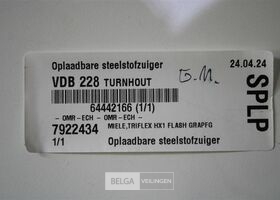 Oplaadbare steelstofzuiger
24.04.24
VDB 228 TURNHOUT
64442166 (1/1)
-- OMR-ECH -- -- OMR-ECH --
7922434 MIELE,TRIFLEX HX1 FLASH GRAPFG
1/1 Oplaadbare steelstofzuiger
SPLP
BELGA VEILINGEN